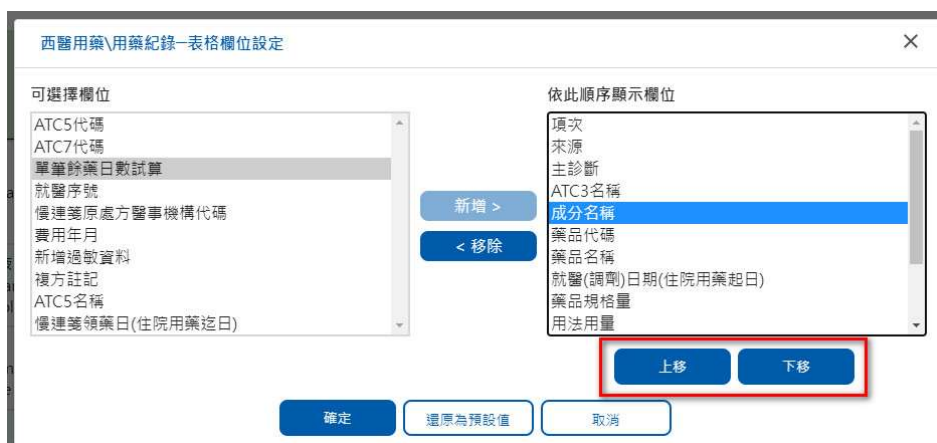 西醫用藥\用藥紀錄─表格欄位設定
×
可選擇欄位
ATC5代碼
ATC7代碼
單筆餘藥日數試算
就醫序號
慢連箋原處方醫事機構代碼
費用年月
新增過敏資料
複方註記
ATC5名稱
慢連箋領藥日(住院用藥迄日)
新增 >
< 移除
依此順序顯示欄位
項次
來源
主診斷
ATC3名稱
成分名稱
藥品代碼
藥品名稱
就醫(調劑)日期(住院用藥起日)
藥品規格量
用法用量
上移
下移
確定
還原為預設值
取消